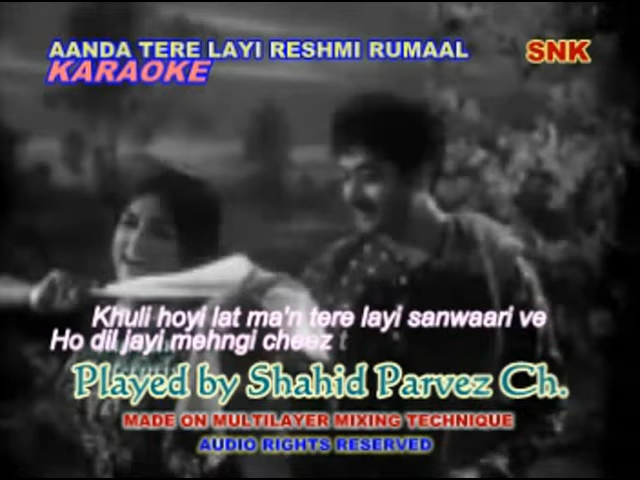 AANDA TERE LAYI RESHMI RUMAAL
SNK
KARAOKE
Khuli hoyi lat ma'n tere layi sanwaari ve
Ho dil jayi mehngi cheez t
Played by Shahid Parvez Ch.
MADE ON MULTILAYER MIXING TECHNIQUE
AUDIO RIGHTS RESERVED